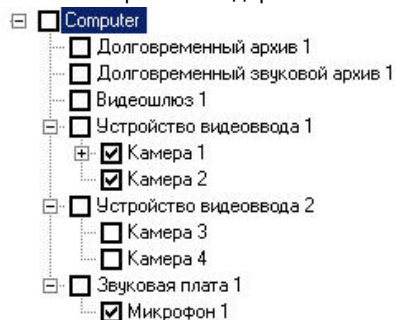 Computer
Долговременный архив 1
Долговременный звуковой архив 1
Видеошлюз 1
Устройство видеоввода 1
Камера 1
Камера 2
Устройство видеоввода 2
Камера 3
Камера 4
Звуковая плата 1
Микрофон 1